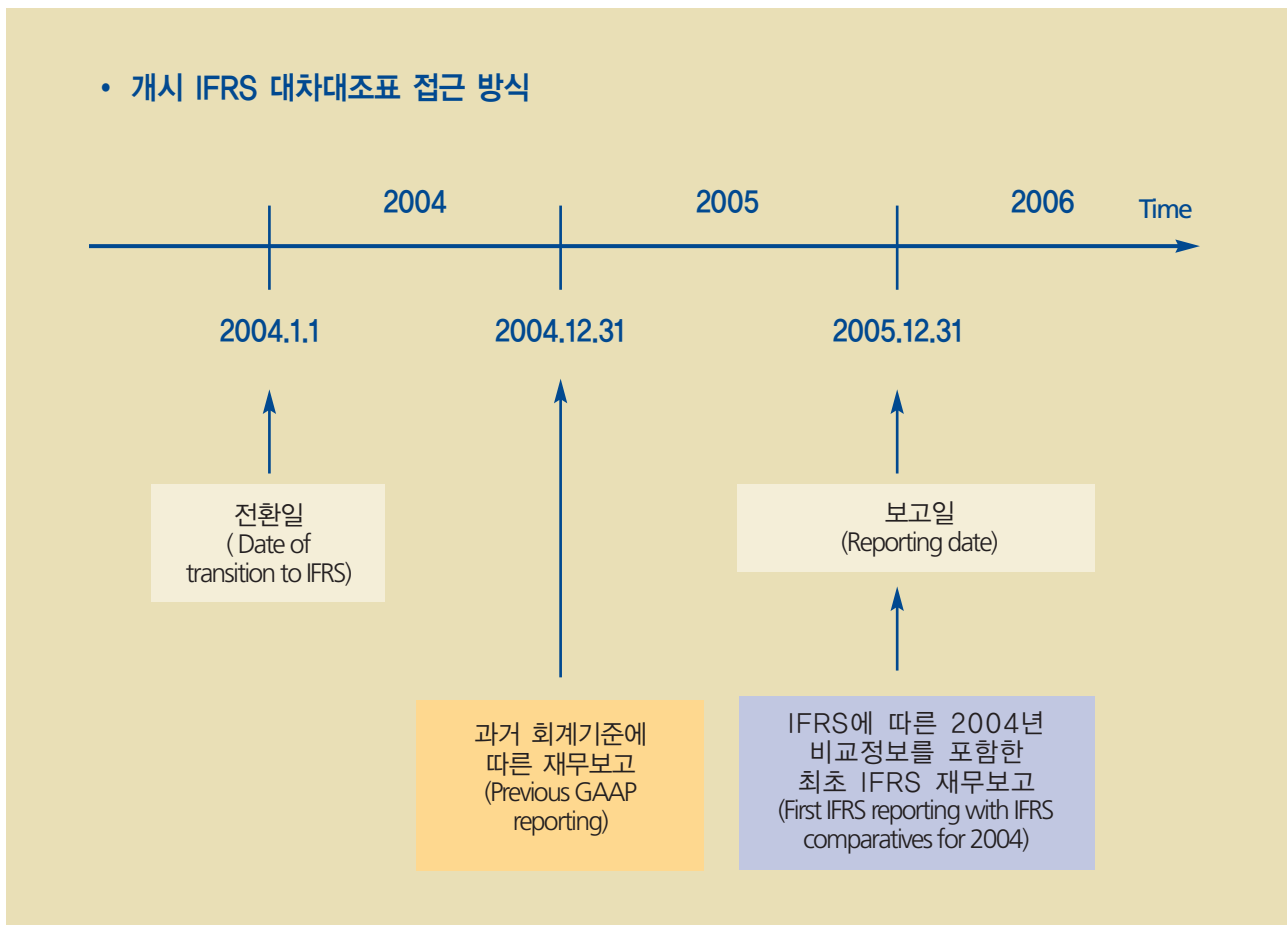 • 개시 IFRS 대차대조표 접근 방식
2004
2005
2006
Time
2004.1.1
2004.12.31
2005.12.31
전환일
( Date of
transition to IFRS)
보고일
(Reporting date)
과거 회계기준에
따른 재무보고
(Previous GAAP
reporting)
IFRS에 따른 2004년
비교정보를 포함한
최초 IFRS 재무보고
(First IFRS reporting with IFRS
comparatives for 2004)